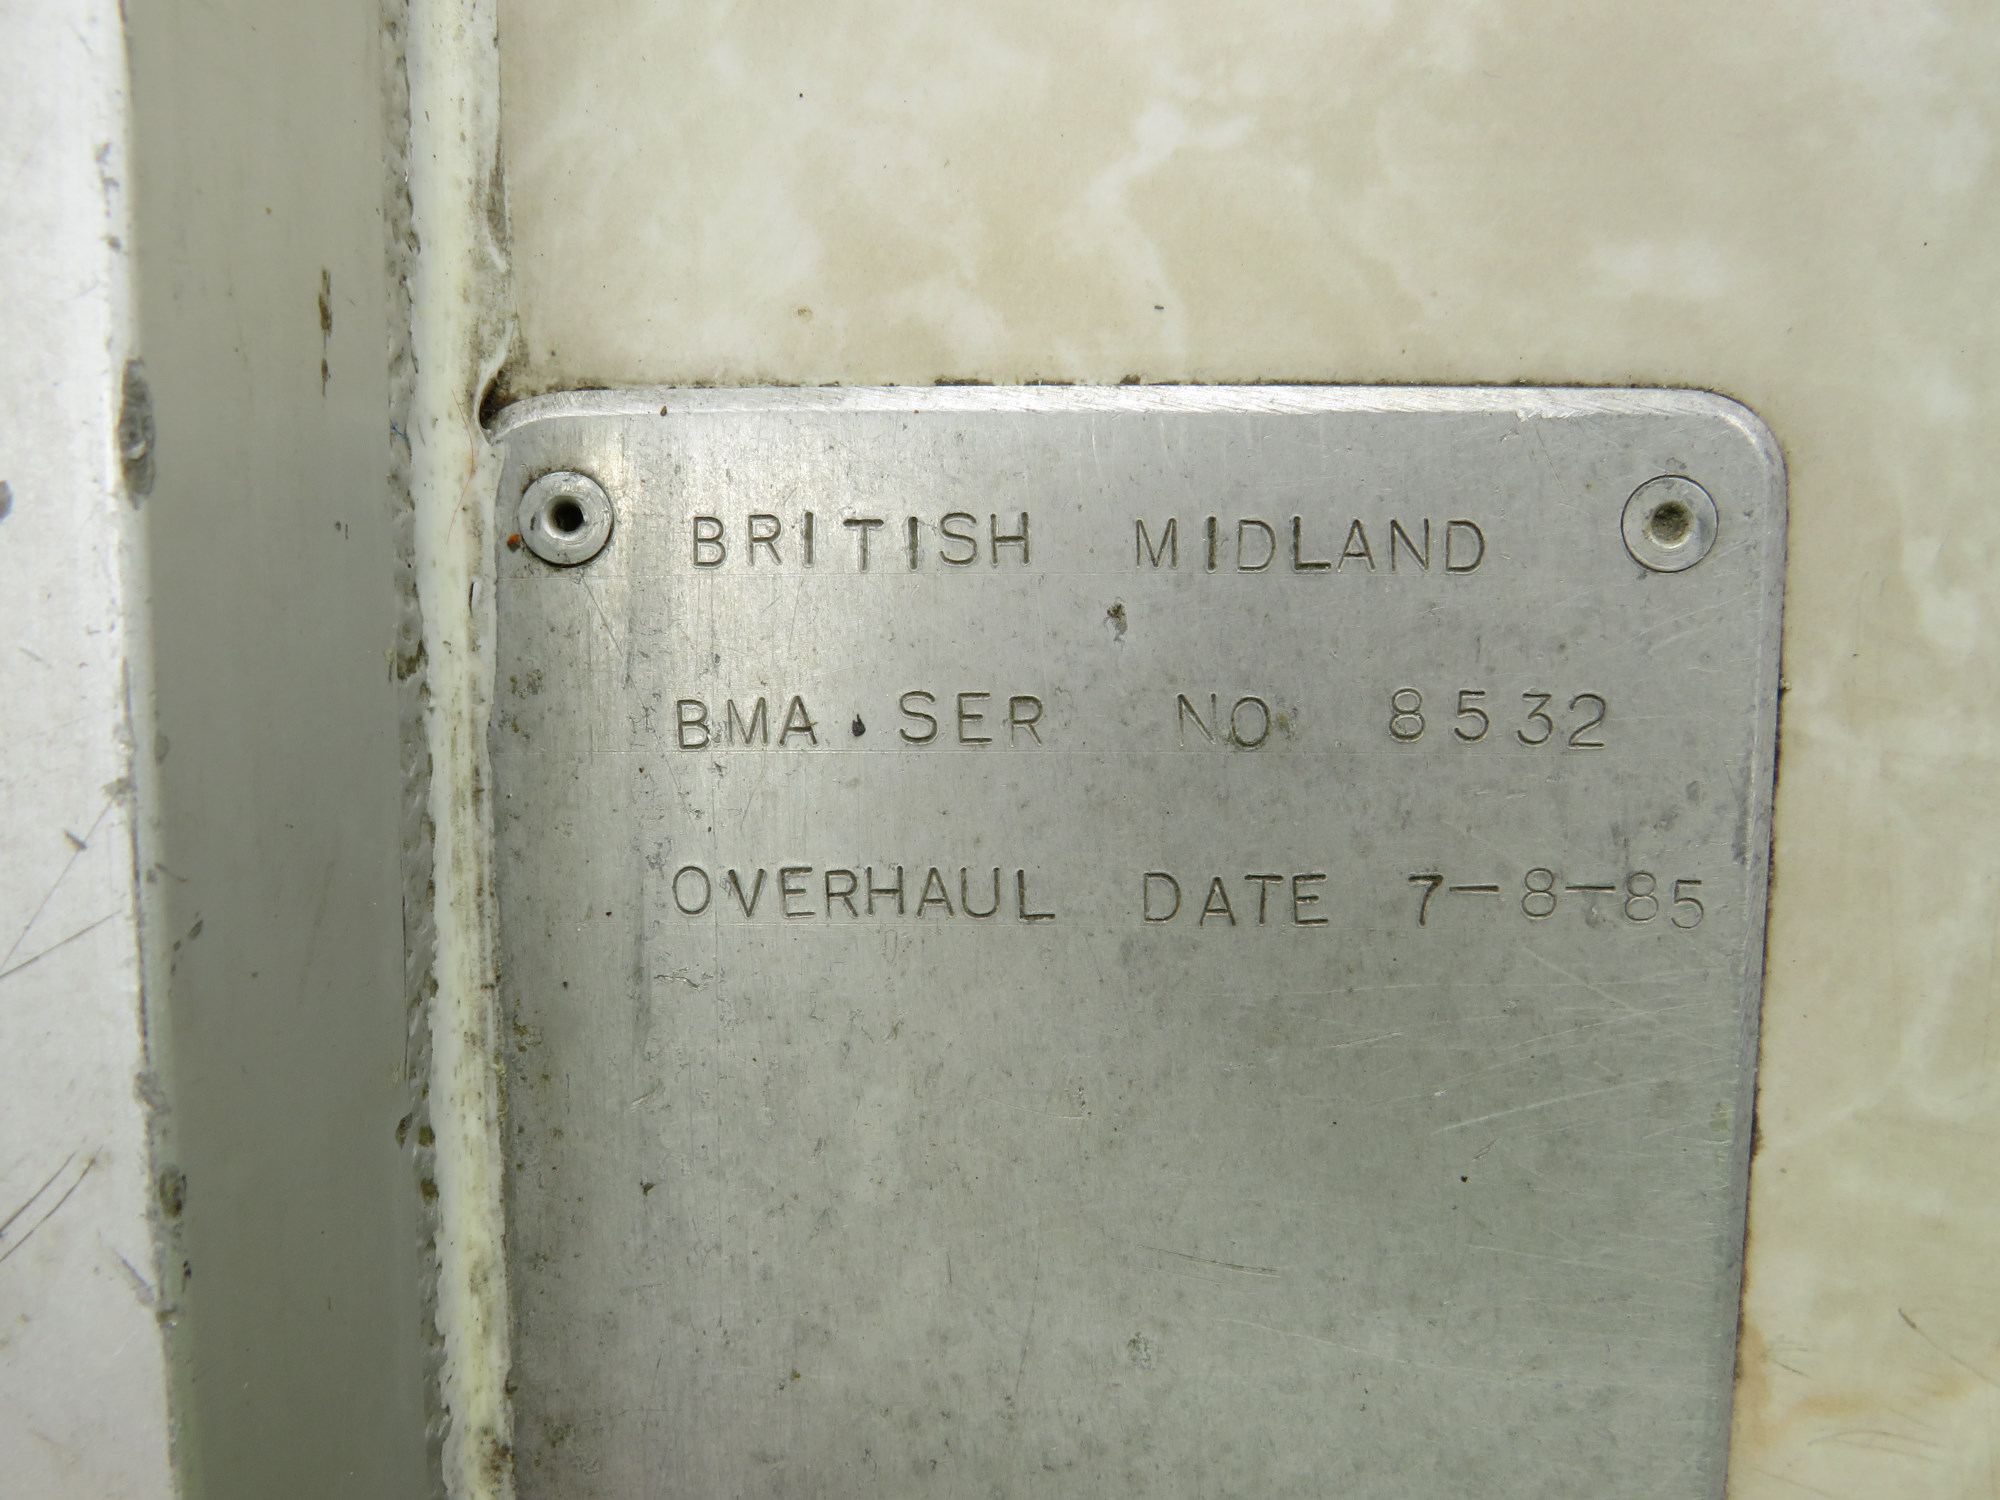 BRITISH MIDLAND
BMA SER NO 8532
OVERHAUL DATE 7-8-85